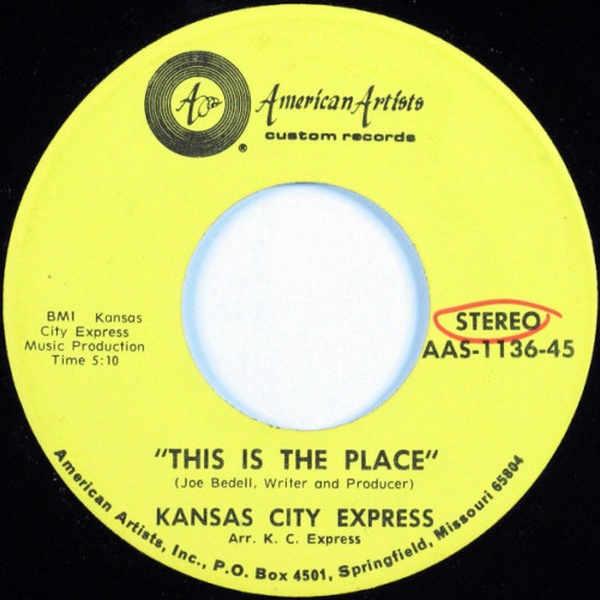 A
American Artists
custom records
®
BMI Kansas
City Express
Music Production
Time 5:10
STEREO
AAS-1136-45
"THIS IS THE PLACE"
(Joe Bedell, Writer and Producer)
KANSAS CITY EXPRESS
Arr. K. C. Express
American Artists, Inc., P.O. Box 4501, Springfield, Missouri 65804